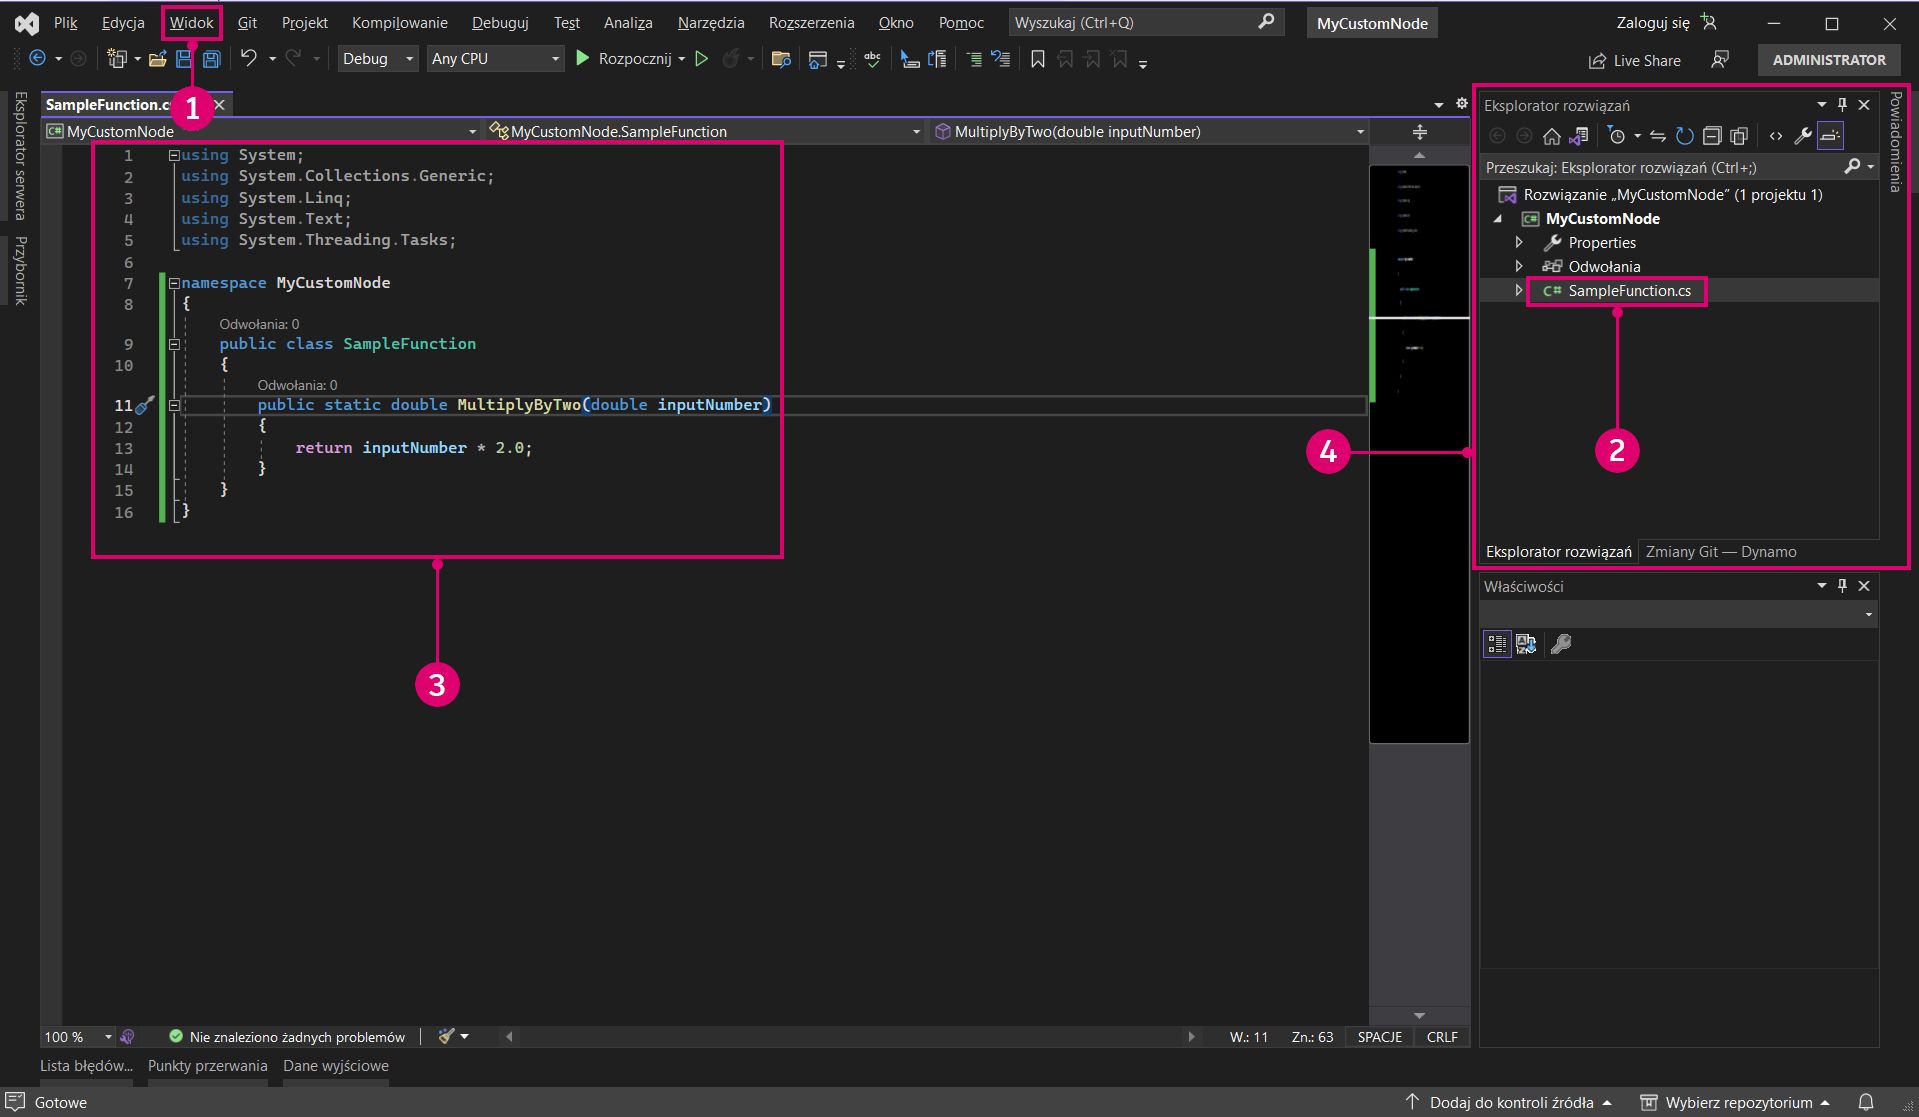 Plik Edycja Widok Git Projekt Kompilowanie Debuguj Test Analiza Narzędzia Rozszerzenia Okno Pomoc Wyszukaj (Ctrl+Q) MyCustomNode Zaloguj się
Debug Any CPU Rozpocznij Live Share ADMINISTRATOR
1
SampleFunction.c
MyCustomNode MyCustomNode.SampleFunction MultiplyByTwo(double inputNumber)
Eksplorator serwera
Przybornik
1 using System;
2 using System.Collections.Generic;
3 using System.Linq;
4 using System.Text;
5 using System.Threading.Tasks;
6
7 namespace MyCustomNode
8 {
Odwołania: 0
9 public class SampleFunction
10 {
Odwołania: 0
11 public static double MultiplyByTwo(double inputNumber)
12 {
13 return inputNumber * 2.0;
14 }
15 }
16 }
3
4
Eksplorator rozwiązań
Przeszukaj: Eksplorator rozwiązań (Ctrl+;)
Rozwiązanie „MyCustomNode” (1 projektu 1)
C# MyCustomNode
Properties
Odwołania
C# SampleFunction.cs
2
Eksplorator rozwiązań Zmiany Git — Dynamo
Powiadomienia
Właściwości
100 % Nie znaleziono żadnych problemów W.: 11 Zn.: 63 SPACJE CRLF
Lista błędów... Punkty przerwania Dane wyjściowe
Gotowe Dodaj do kontroli źródła Wybierz repozytorium